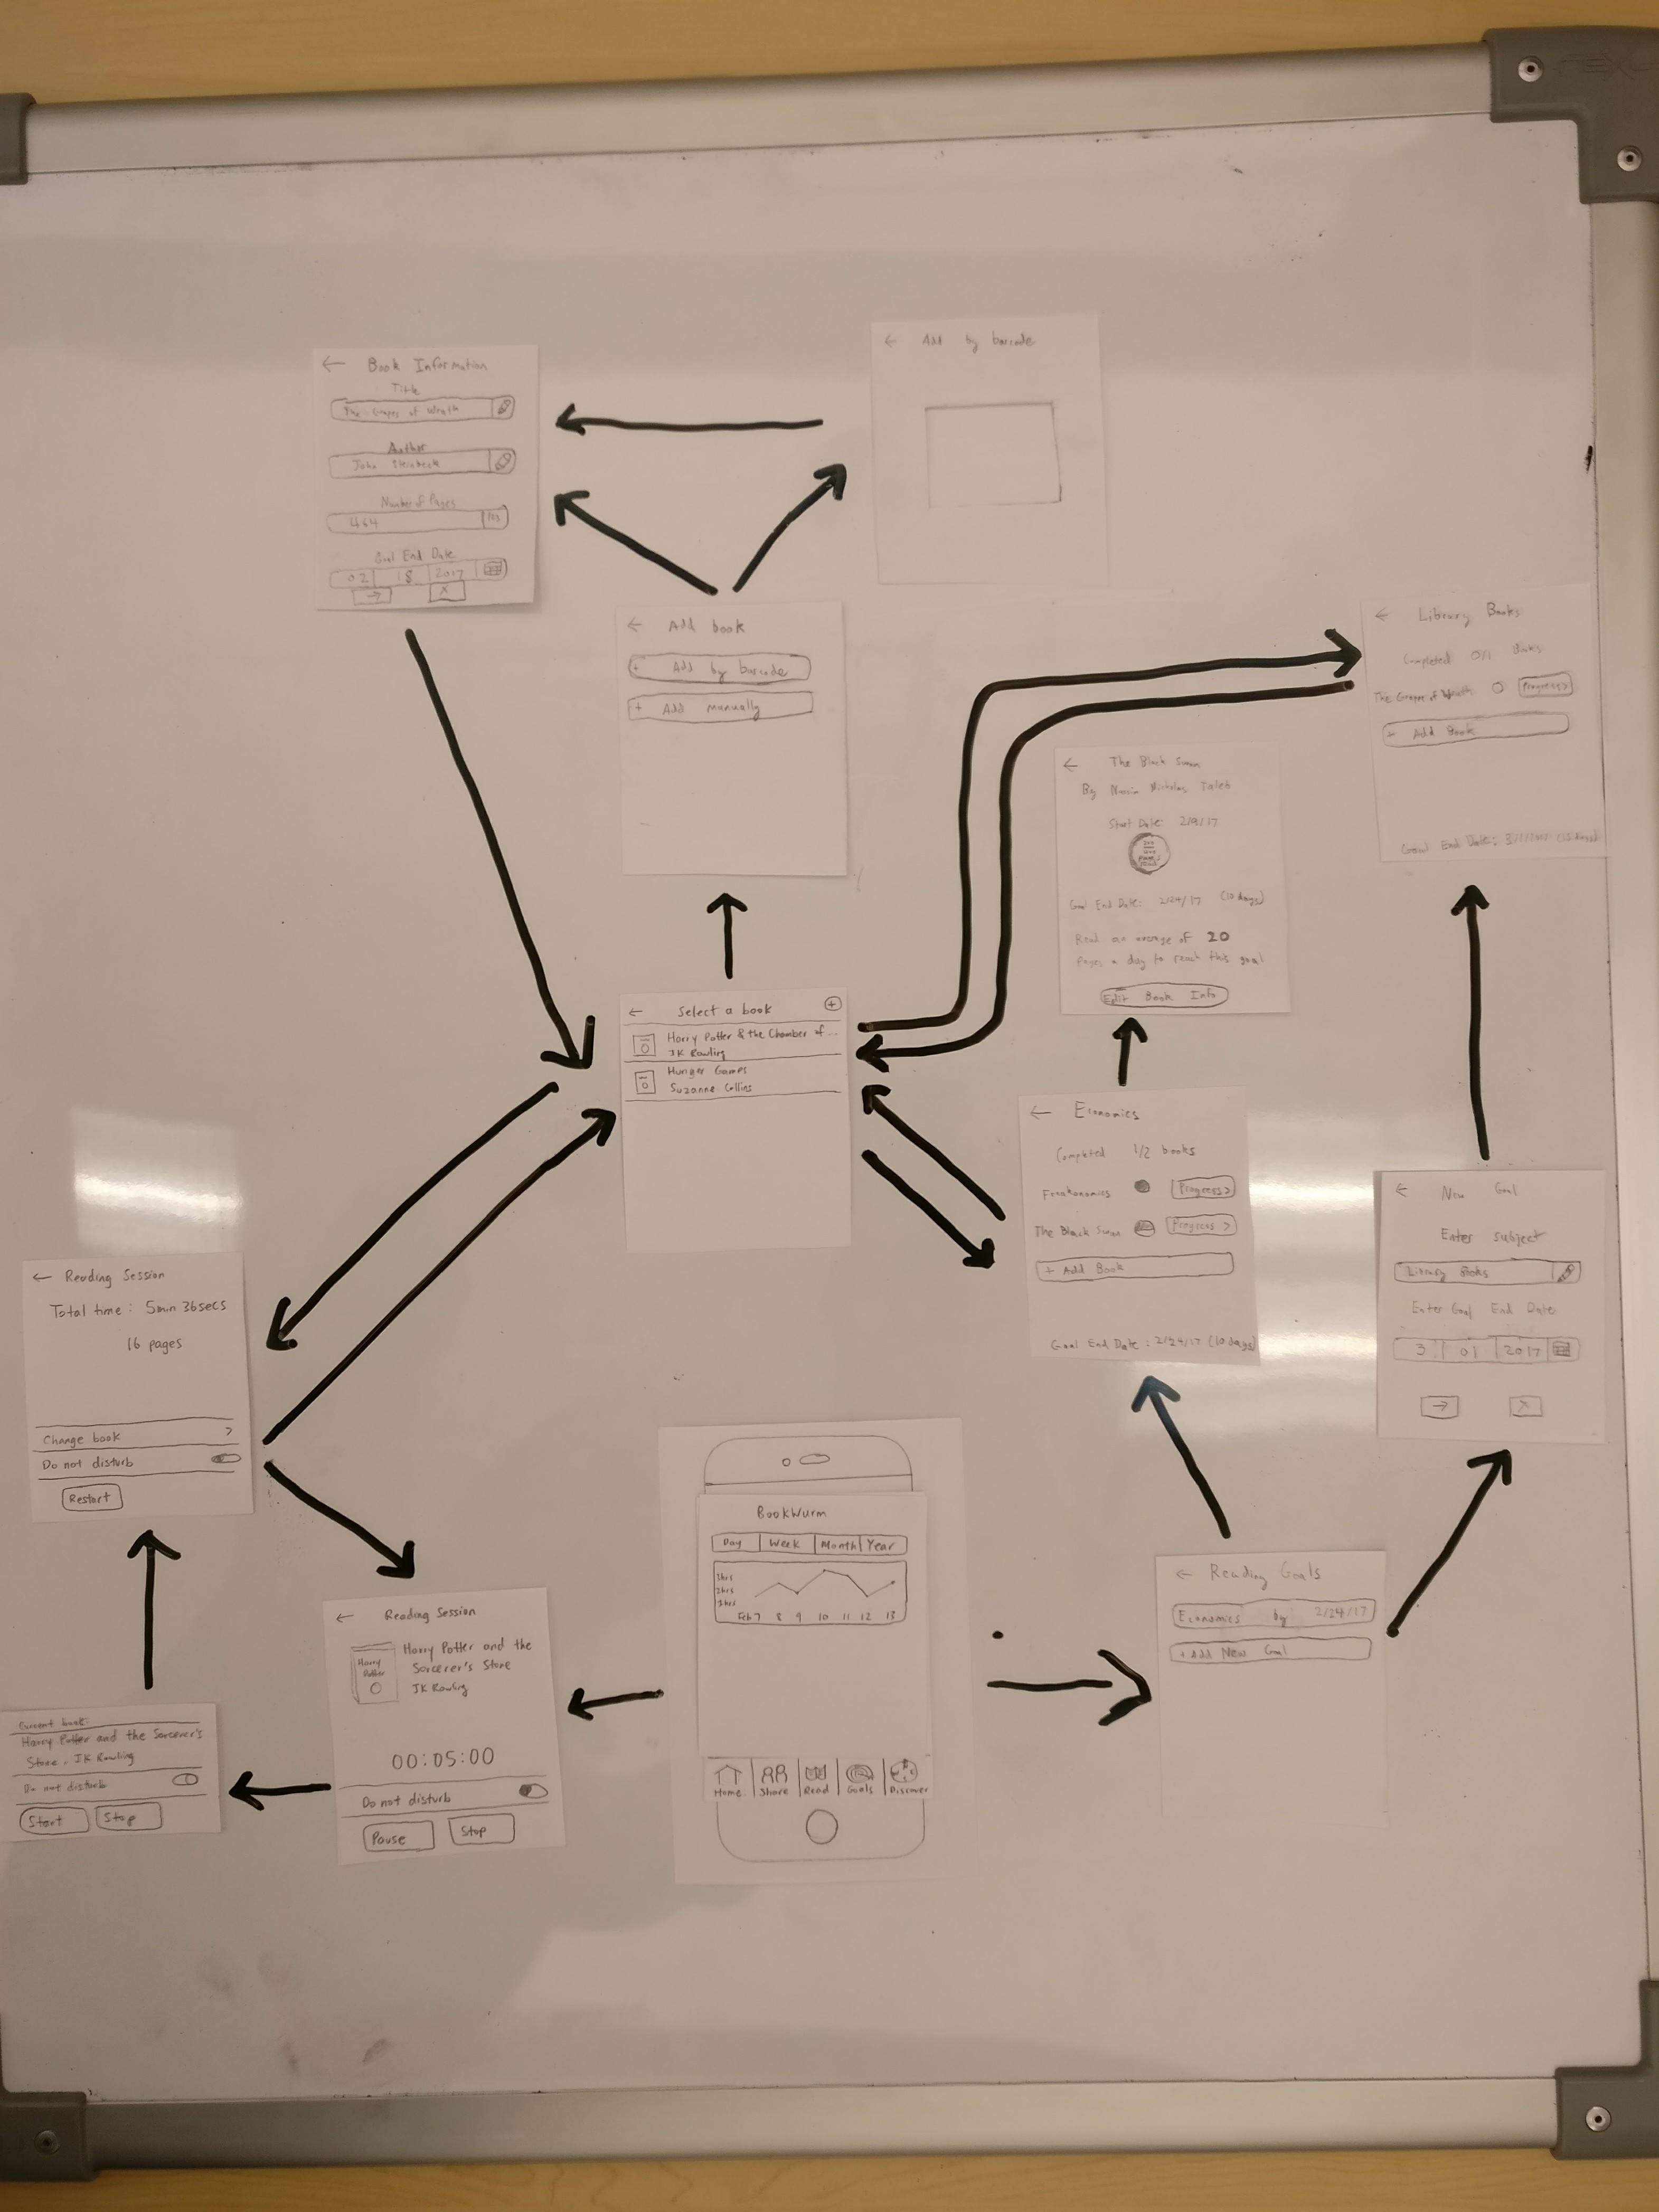 ← Book Information
Title
The Grapes of Wrath
Author
John Steinbeck
Number of Pages
464
Goal End Date
02 18 2017
→ X
← Add by barcode
← Add book
+ Add by barcode
+ Add manually
← Library Books
Completed 0/1 Books
The Grapes of Wrath Progress >
+ Add Book
Goal End Date: 3/1/2017
← The Black Swan
By Nicholas Taleb
Start Date: 2/9/17
Goal End Date: 2/24/17 (10 days)
Read an average of 20
pages a day to reach this goal
Edit Book Info
← Select a book +
Harry Potter & the Chamber of ...
JK Rowling
Hunger Games
Suzanne Collins
← Economics
Completed 1/2 books
Freakonomics Progress >
The Black Swan Progress >
+ Add Book
Goal End Date: 2/24/17 (10 days)
← New Goal
Enter subject
Library Books
Enter Goal End Date
3 01 2017
→ X
← Reading Session
Total time: 5min 36secs
16 pages
Change book >
Do not disturb
Restart
BookWurm
Day Week Month Year
2hrs
1hrs
Feb 7 8 9 10 11 12 13
Home Share Read Goals Discover
← Reading Goals
Economics by 2/24/17
+ Add New Goal
← Reading Session
Harry Potter
Harry Potter and the
Sorcerer's Stone
JK Rowling
00:05:00
Do not disturb
Pause Stop
Current book:
Harry Potter and the Sorcerer's
Stone, JK Rowling
Do not disturb
Start Stop